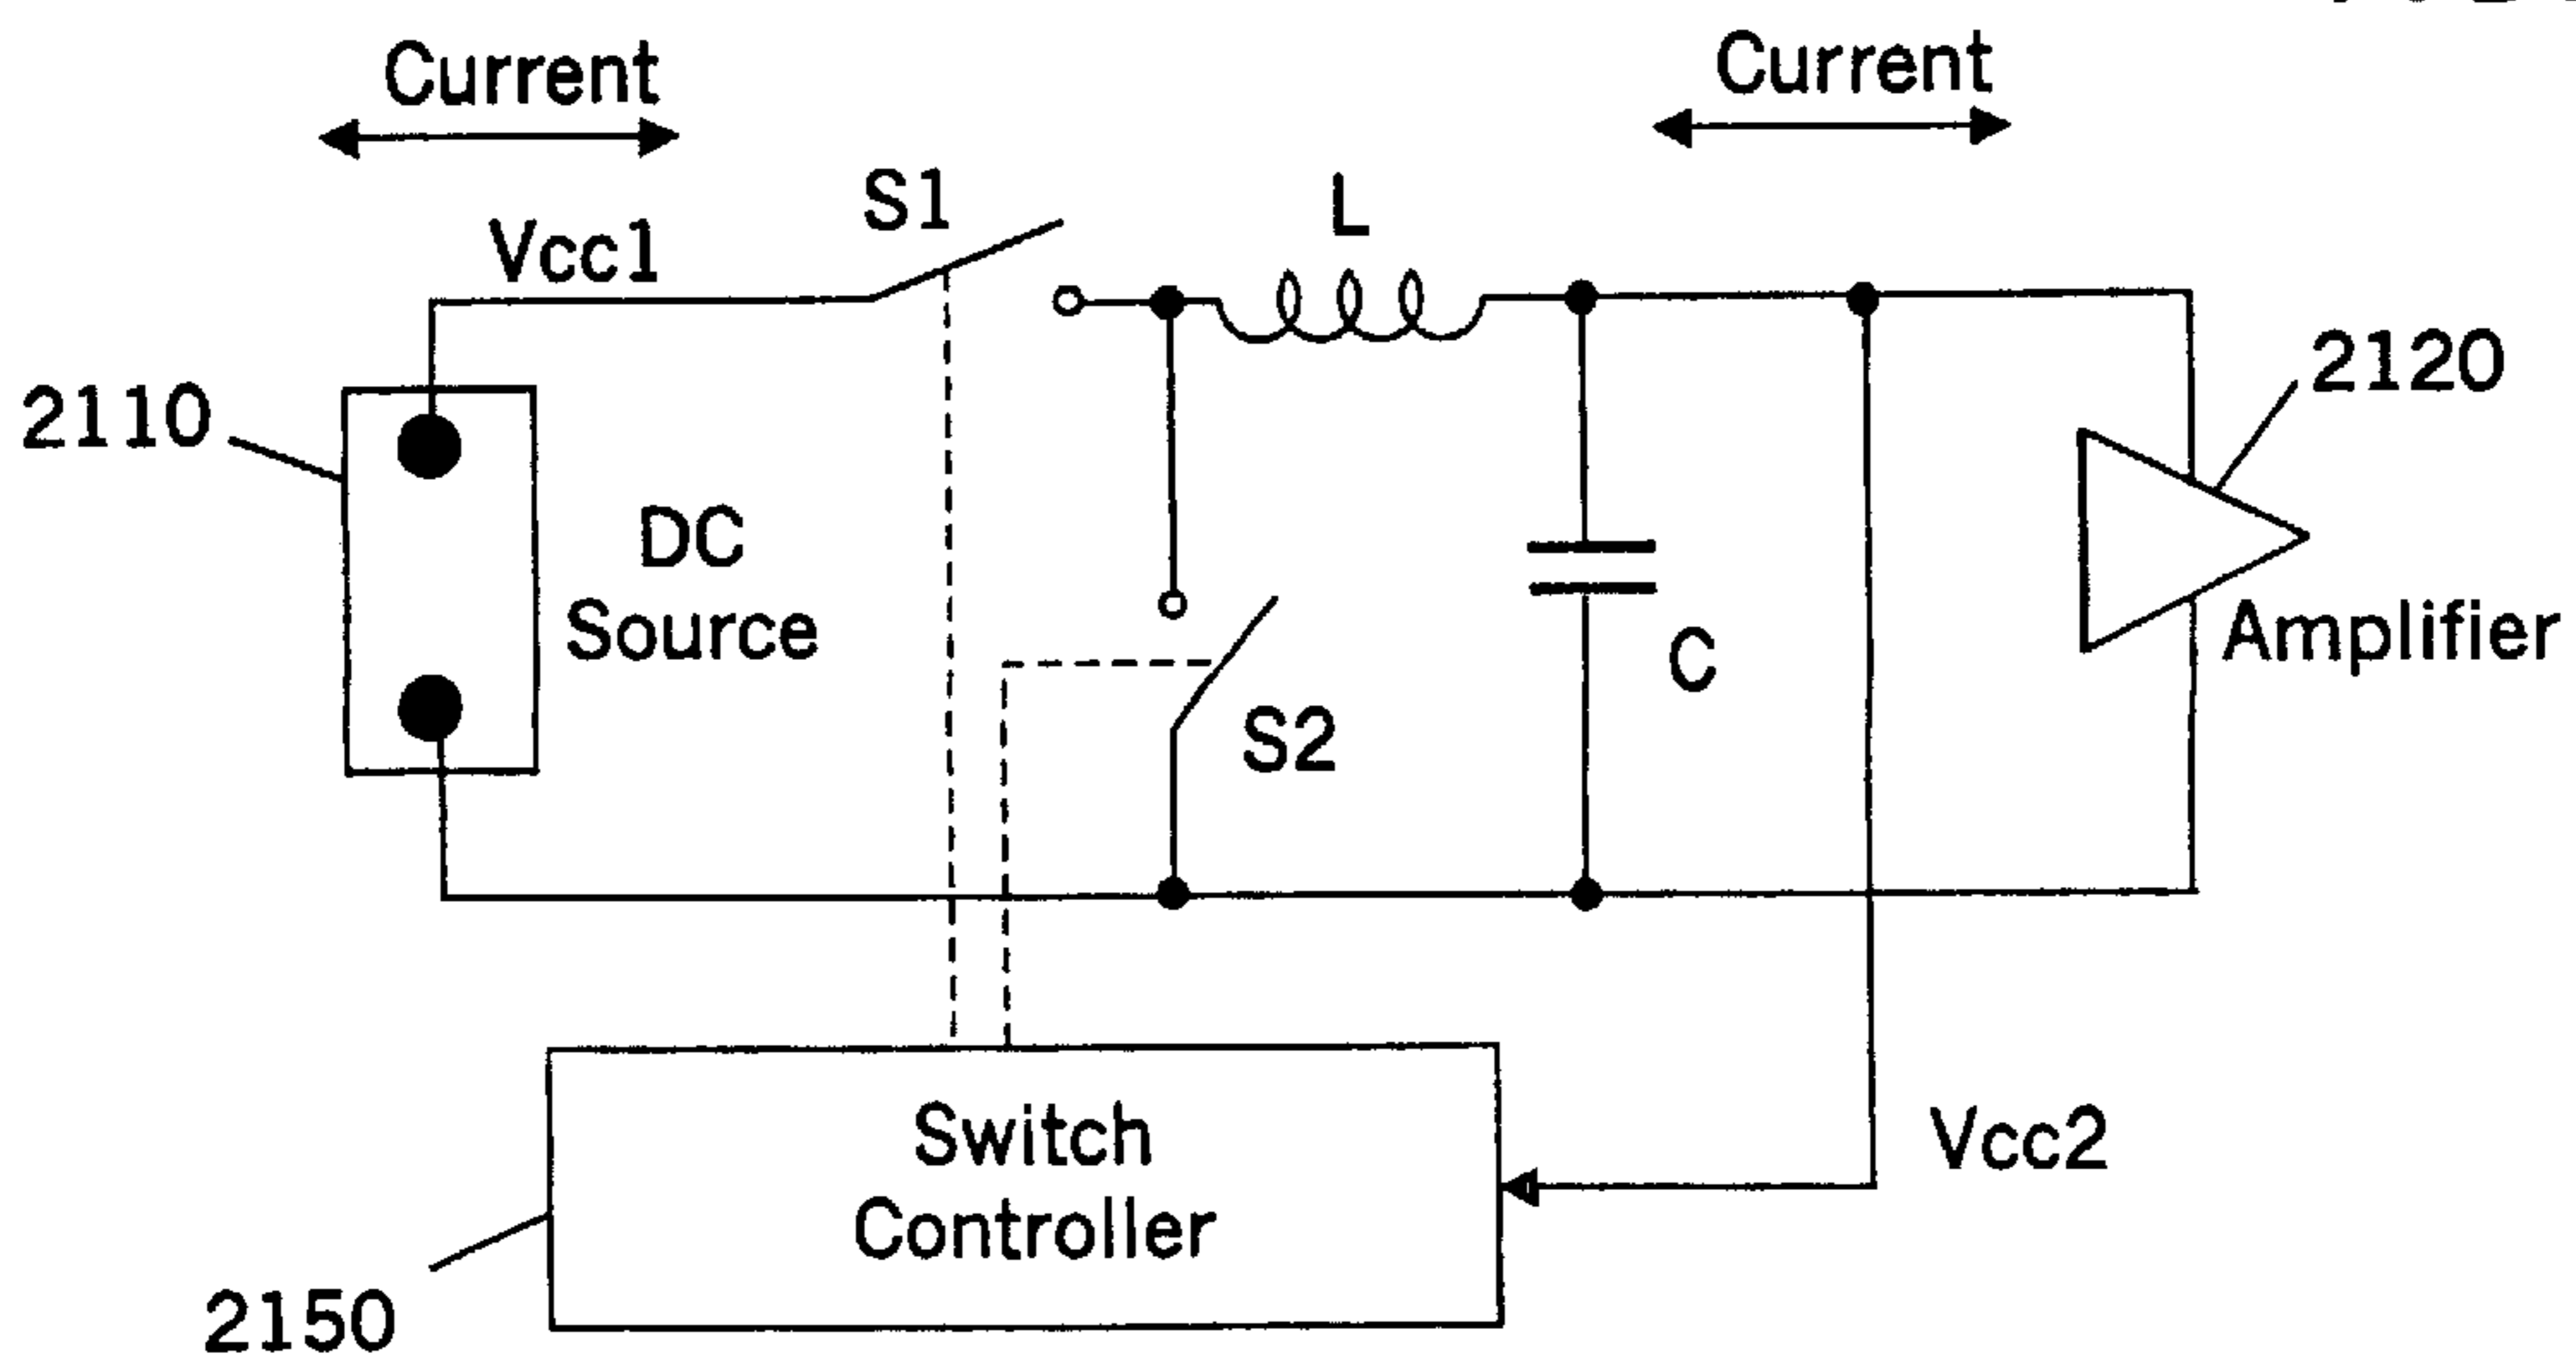 Current
Current
S1
L
Vcc1
2110
2120
DC
Source
Amplifier
C
S2
Switch
Controller
Vcc2
2150